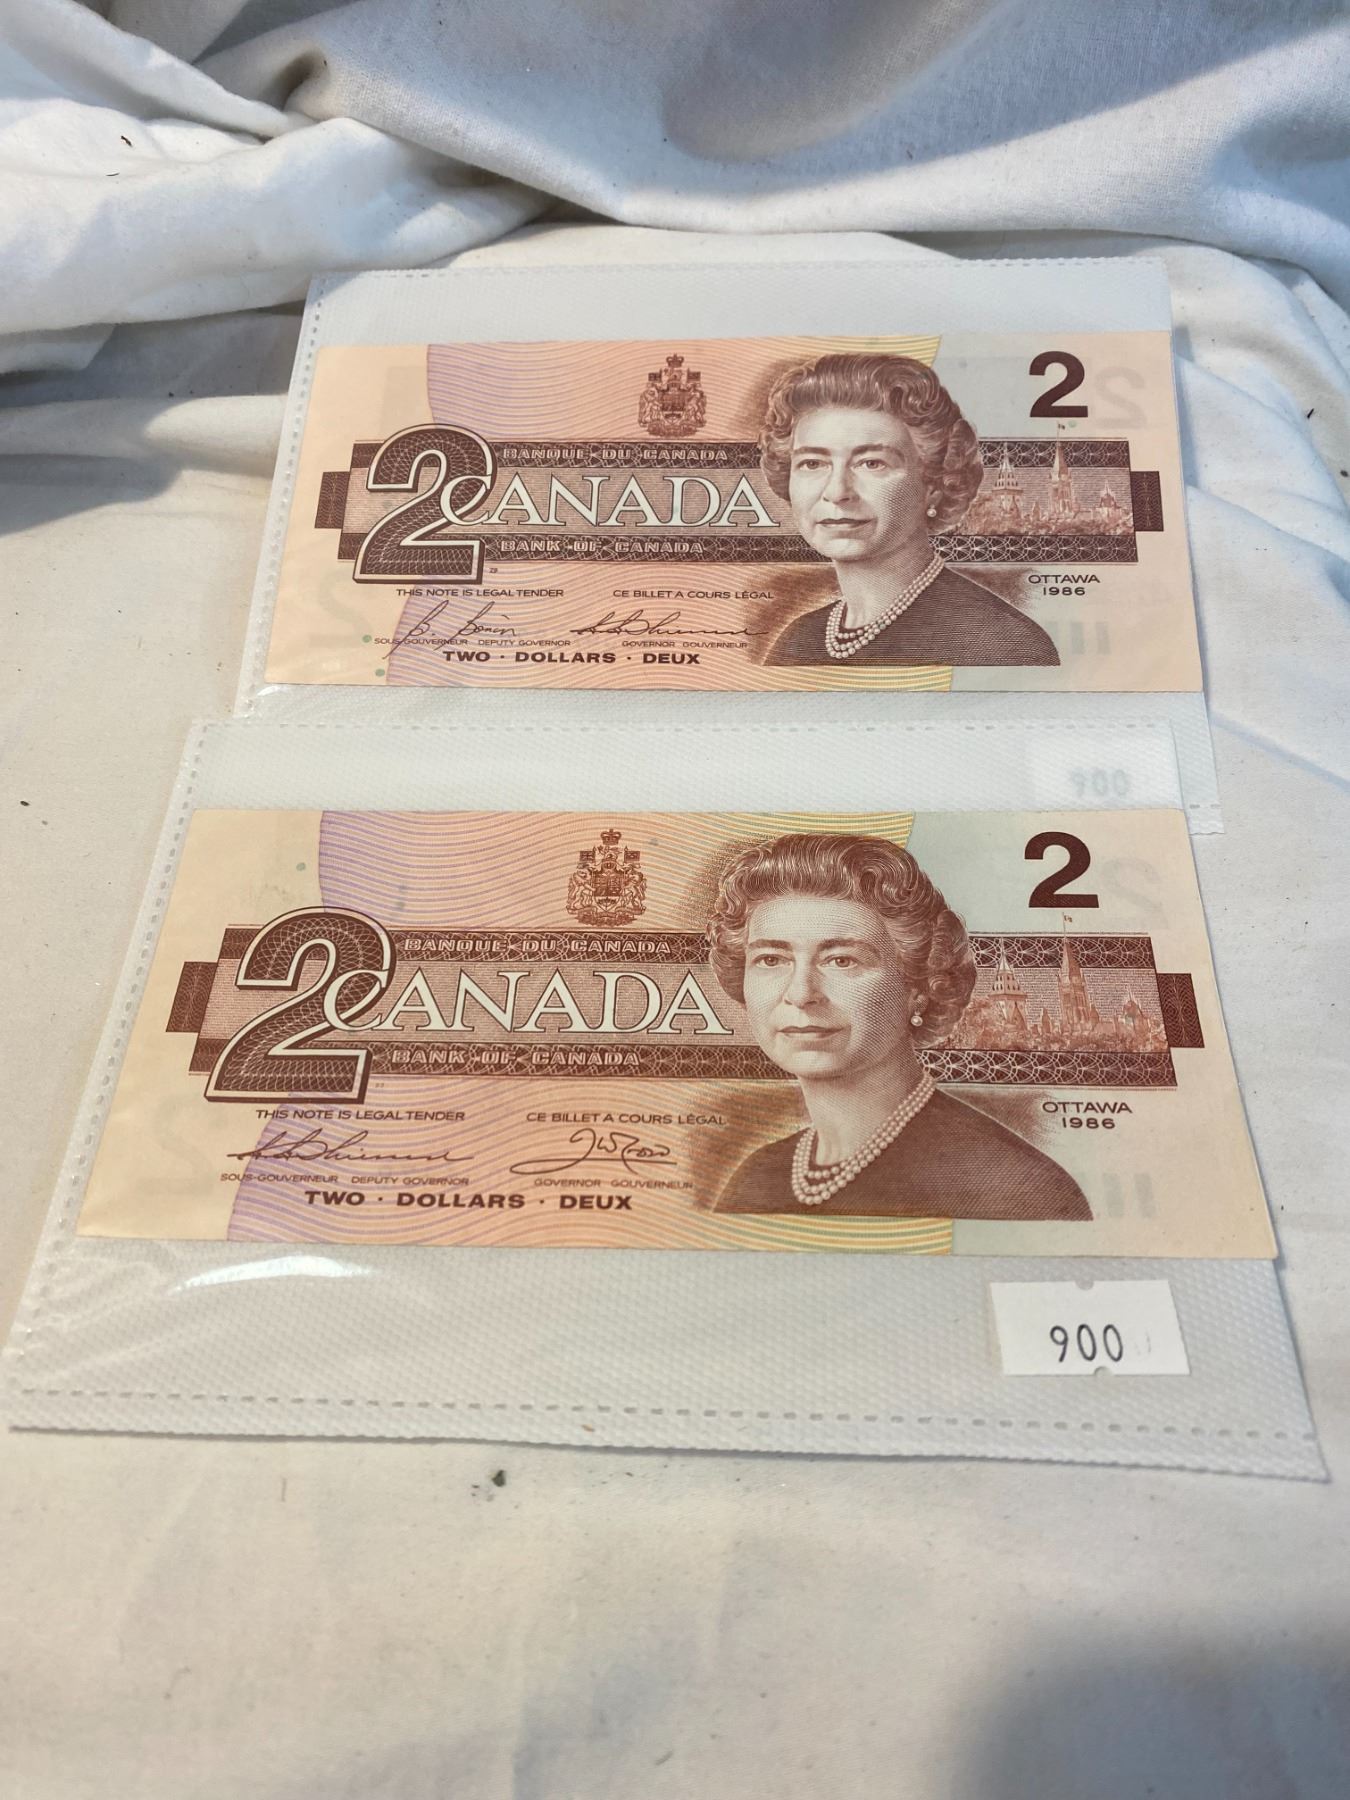 2
BANQUE DU CANADA
2 CANADA
BANK OF CANADA
OTTAWA
1986
THIS NOTE IS LEGAL TENDER CE BILLET A COURS LÉGAL
B. Bonin
SOUS-GOUVERNEUR DEPUTY GOVERNOR GOVERNOR GOUVERNEUR
TWO · DOLLARS · DEUX
900
2
BANQUE DU CANADA
2 CANADA
BANK OF CANADA
OTTAWA
1986
THIS NOTE IS LEGAL TENDER CE BILLET A COURS LÉGAL
SOUS-GOUVERNEUR DEPUTY GOVERNOR GOVERNOR GOUVERNEUR
TWO · DOLLARS · DEUX
900